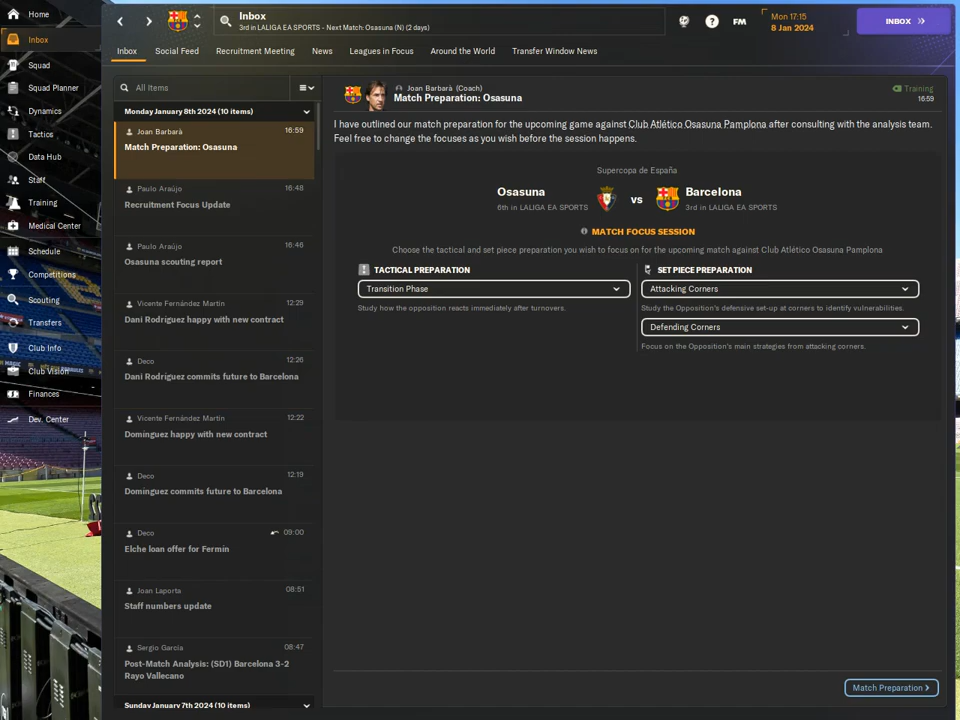 Home
Inbox
Squad
Squad Planner
Dynamics
Tactics
Data Hub
Staff
Training
Medical Center
Schedule
Competitions
Scouting
Transfers
Club Info
Club Vision
Finances
Dev. Center
Inbox
3rd in LALIGA EA SPORTS - Next Match: Osasuna (N) (2 days)
?
FM
Mon 17:15
8 Jan 2024
INBOX
Inbox
Social Feed
Recruitment Meeting
News
Leagues in Focus
Around the World
Transfer Window News
All Items
Monday January 8th 2024 (10 items)
Joan Barbarà 16:59
Match Preparation: Osasuna
Paulo Araújo 16:48
Recruitment Focus Update
Paulo Araújo 16:46
Osasuna scouting report
Vicente Fernández Martín 12:29
Dani Rodríguez happy with new contract
Deco 12:26
Dani Rodríguez commits future to Barcelona
Vicente Fernández Martín 12:22
Domínguez happy with new contract
Deco 12:19
Domínguez commits future to Barcelona
Deco 09:00
Elche loan offer for Fermín
Joan Laporta 08:51
Staff numbers update
Sergio García 08:47
Post-Match Analysis: (SD1) Barcelona 3-2
Rayo Vallecano
Sunday January 7th 2024 (10 items)
Joan Barbarà (Coach)
Match Preparation: Osasuna
Training
16:59
I have outlined our match preparation for the upcoming game against Club Atlético Osasuna Pamplona after consulting with the analysis team.
Feel free to change the focuses as you wish before the session happens.
Supercopa de España
Osasuna
6th in LALIGA EA SPORTS
vs
Barcelona
3rd in LALIGA EA SPORTS
MATCH FOCUS SESSION
Choose the tactical and set piece preparation you wish to focus on for the upcoming match against Club Atlético Osasuna Pamplona
TACTICAL PREPARATION
Transition Phase
Study how the opposition reacts immediately after turnovers.
SET PIECE PREPARATION
Attacking Corners
Study the Opposition's defensive set-up at corners to identify vulnerabilities.
Defending Corners
Focus on the Opposition's main strategies from attacking corners.
Match Preparation